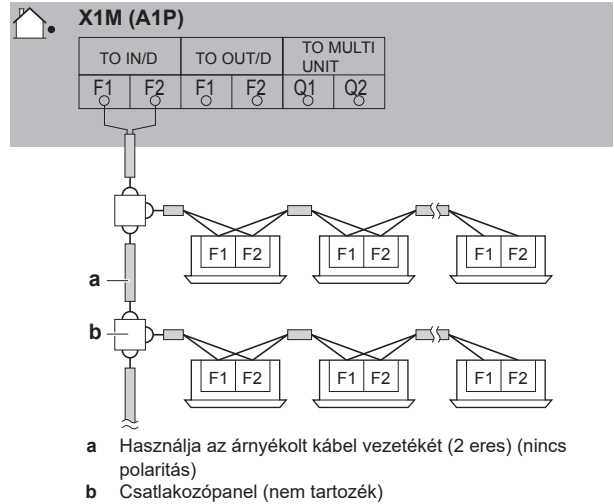 X1M (A1P)
TO IN/D TO OUT/D TO MULTI UNIT
F1 F2 F1 F2 Q1 Q2
F1 F2 F1 F2 F1 F2
a
b
F1 F2 F1 F2 F1 F2
a Használja az árnyékolt kábel vezetékét (2 eres) (nincs
polaritás)
b Csatlakozópanel (nem tartozék)